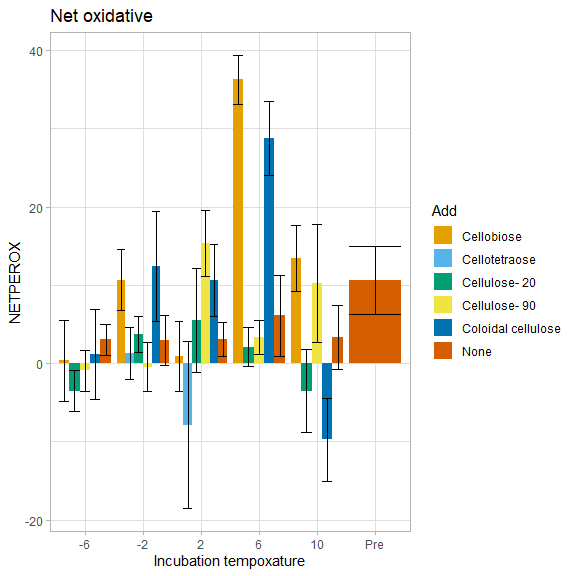 Net oxidative
40
20
0
-20
NETPEROX
-6 -2 2 6 10 Pre
Incubation tempoxature
Add
Cellobiose
Cellotetraose
Cellulose- 20
Cellulose- 90
Coloidal cellulose
None